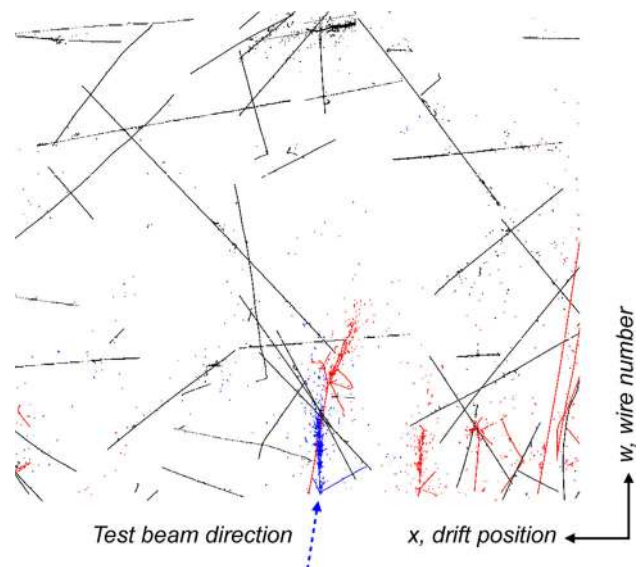 w, wire number
Test beam direction
x, drift position